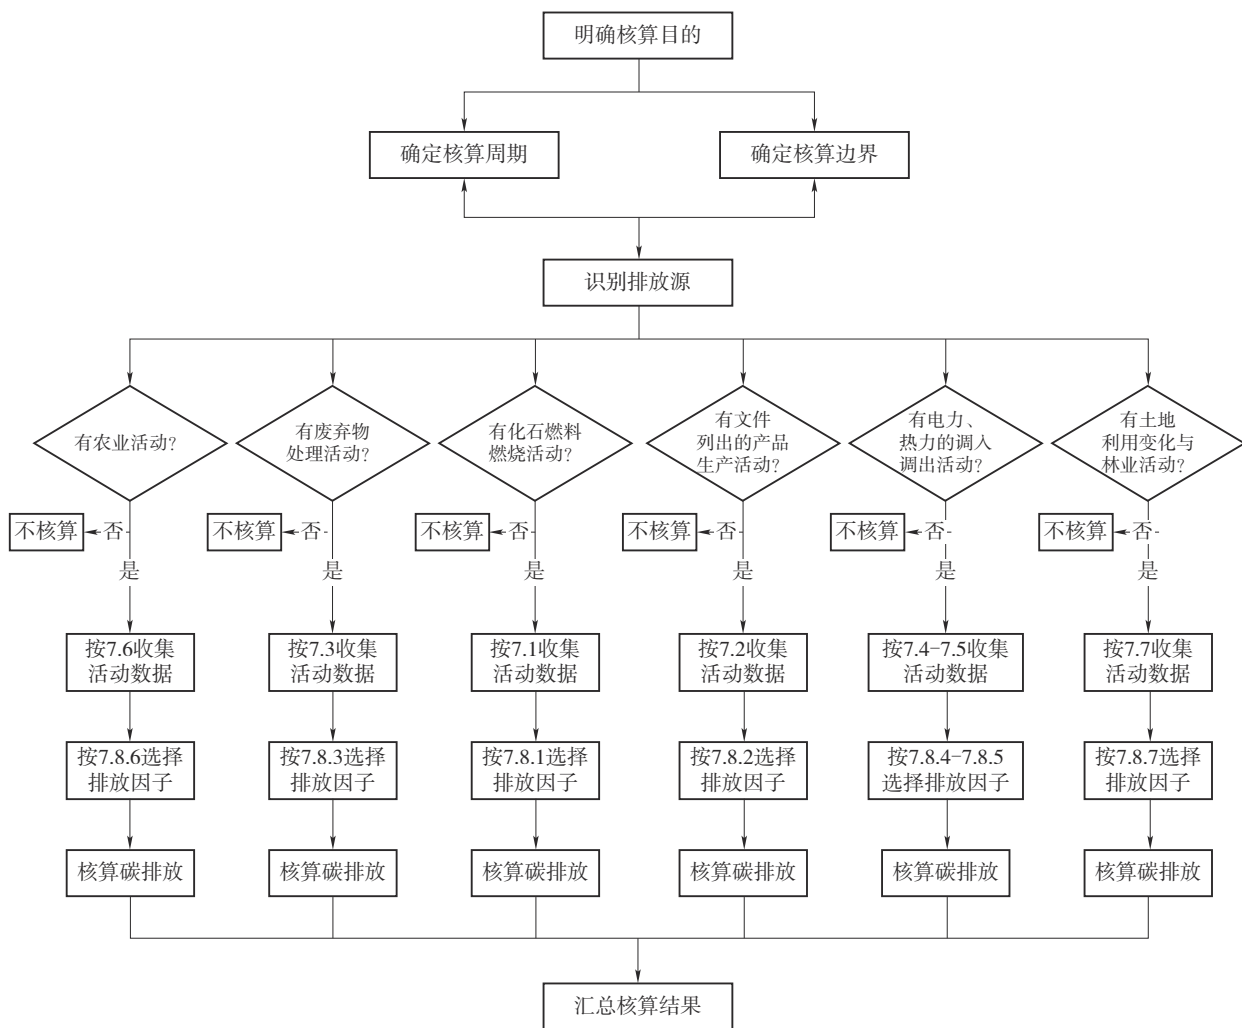 明确核算目的
确定核算周期
确定核算边界
识别排放源
有农业活动?
有废弃物
处理活动?
有化石燃料
燃烧活动?
有文件
列出的产品
生产活动?
有电力、
热力的调入
调出活动?
有土地
利用变化与
林业活动?
不核算
否
不核算
否
不核算
否
不核算
否
不核算
否
不核算
否
是
是
是
是
是
是
按7.6收集
活动数据
按7.3收集
活动数据
按7.1收集
活动数据
按7.2收集
活动数据
按7.4-7.5收集
活动数据
按7.7收集
活动数据
按7.8.6选择
排放因子
按7.8.3选择
排放因子
按7.8.1选择
排放因子
按7.8.2选择
排放因子
按7.8.4-7.8.5
选择排放因子
按7.8.7选择
排放因子
核算碳排放
核算碳排放
核算碳排放
核算碳排放
核算碳排放
核算碳排放
汇总核算结果